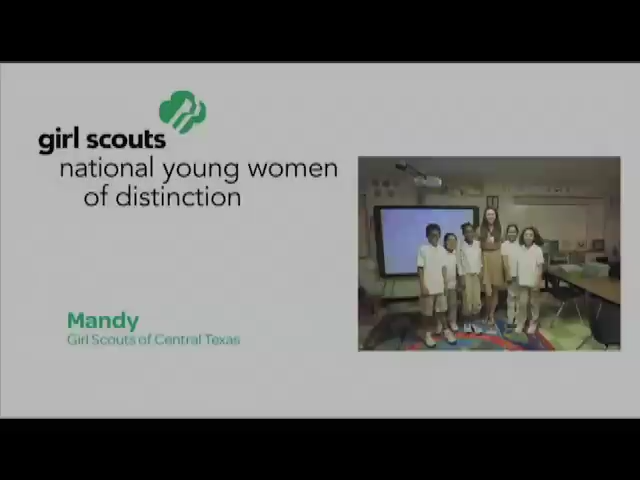 girl scouts
national young women
of distinction
Mandy
Girl Scouts of Central Texas